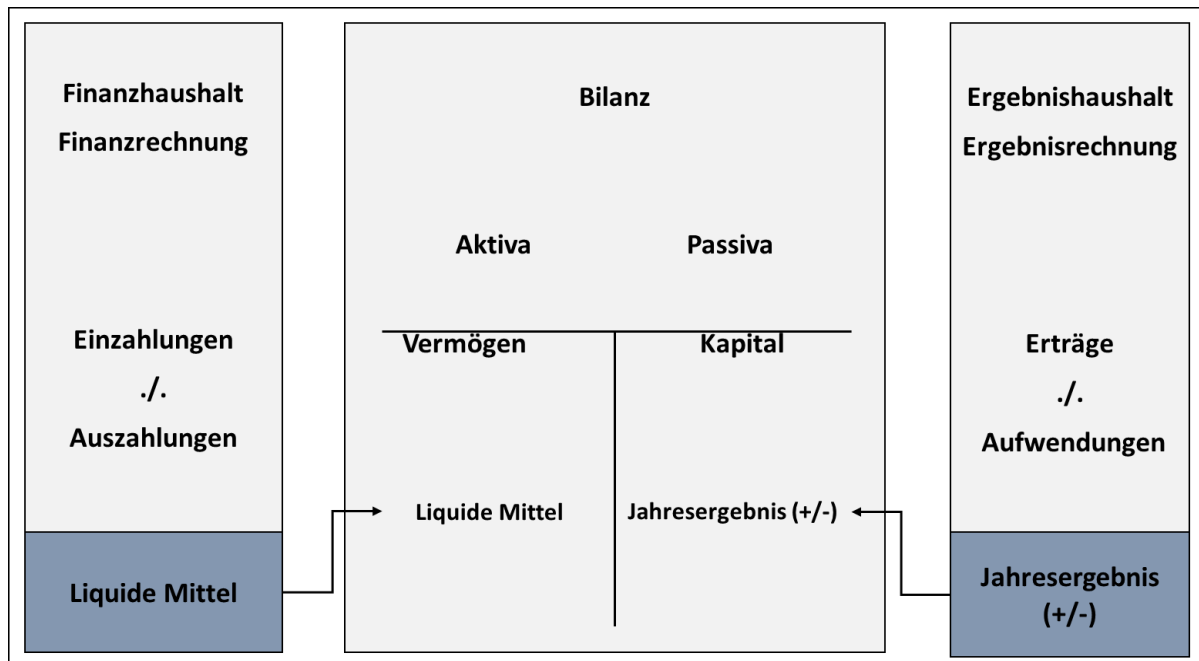 Finanzhaushalt
Finanzrechnung
Einzahlungen
./.
Auszahlungen
Liquide Mittel
Bilanz
Aktiva Passiva
Vermögen Kapital
Liquide Mittel Jahresergebnis (+/-)
Ergebnishaushalt
Ergebnisrechnung
Erträge
./.
Aufwendungen
Jahresergebnis
(+/-)